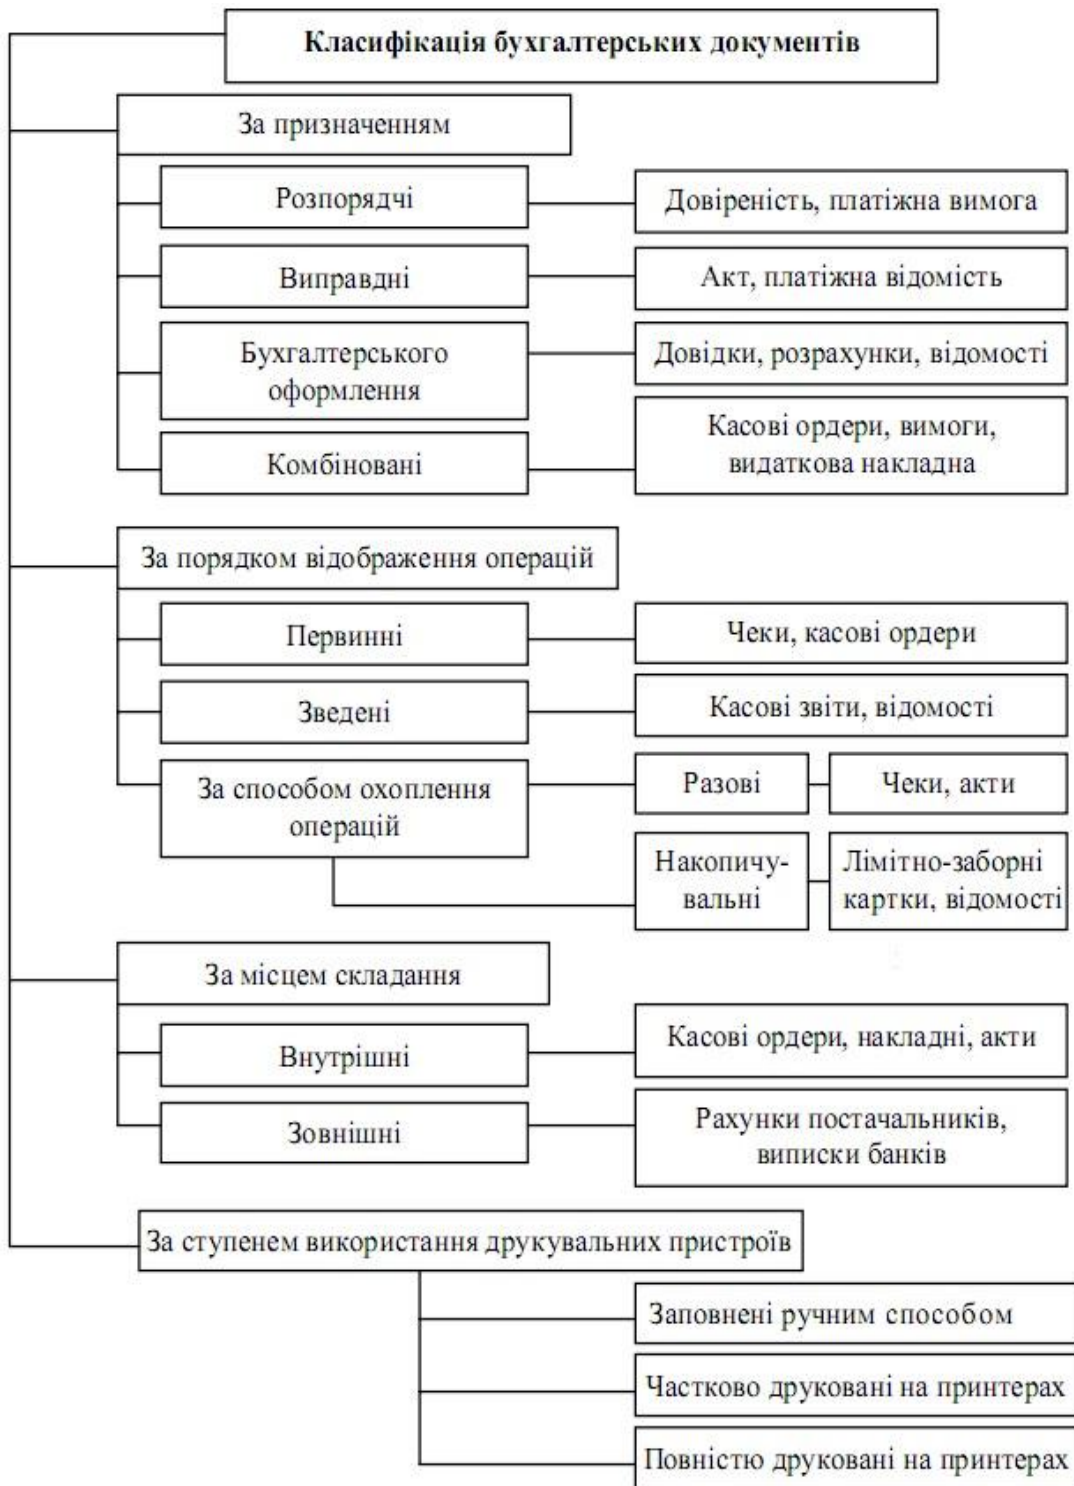 Класифікація бухгалтерських документів
За призначенням
Розпорядчі
Довіреність, платіжна вимога
Виправдні
Акт, платіжна відомість
Бухгалтерського
оформлення
Довідки, розрахунки, відомості
Комбіновані
Касові ордери, вимоги,
видаткова накладна
За порядком відображення операцій
Первинні
Чеки, касові ордери
Зведені
Касові звіти, відомості
За способом охоплення
операцій
Разові
Чеки, акти
Накопичу-
вальні
Лімітно-заборні
картки, відомості
За місцем складання
Внутрішні
Касові ордери, накладні, акти
Зовнішні
Рахунки постачальників,
виписки банків
За ступенем використання друкувальних пристроїв
Заповнені ручним способом
Частково друковані на принтерах
Повністю друковані на принтерах